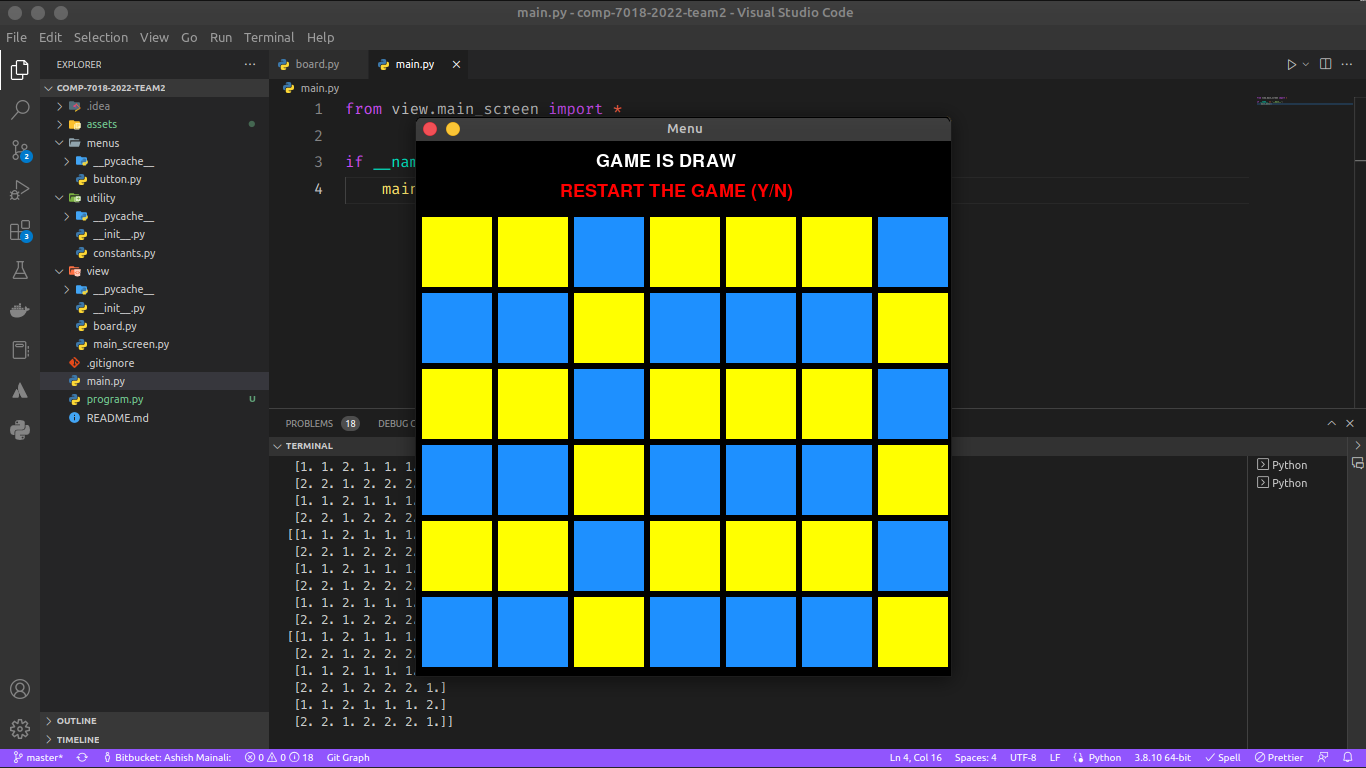 main.py - comp-7018-2022-team2 - Visual Studio Code
File Edit Selection View Go Run Terminal Help
EXPLORER
COMP-7018-2022-TEAM2
.idea
assets
menus
__pycache__
button.py
utility
__pycache__
__init__.py
constants.py
view
__pycache__
__init__.py
board.py
main_screen.py
.gitignore
main.py
program.py U
README.md
OUTLINE
TIMELINE
2
3
board.py main.py
main.py
1 from view.main_screen import *
2
3 if __nam
4 main
Menu
GAME IS DRAW
RESTART THE GAME (Y/N)
PROBLEMS 18 DEBUG C
TERMINAL
[1. 1. 2. 1. 1. 1.
[2. 2. 1. 2. 2. 2.
[1. 1. 2. 1. 1. 1.
[2. 2. 1. 2. 2. 2.
[[1. 1. 2. 1. 1. 1.
[2. 2. 1. 2. 2. 2.
[1. 1. 2. 1. 1. 1.
[2. 2. 1. 2. 2. 2.
[1. 1. 2. 1. 1. 1.
[2. 2. 1. 2. 2. 2.
[[1. 1. 2. 1. 1. 1.
[2. 2. 1. 2. 2. 2.
[1. 1. 2. 1. 1. 1.
[2. 2. 1. 2. 2. 2. 1.]
[1. 1. 2. 1. 1. 1. 2.]
[2. 2. 1. 2. 2. 2. 1.]]
Python
Python
master* Bitbucket: Ashish Mainali: 0 0 18 Git Graph Ln 4, Col 16 Spaces: 4 UTF-8 LF Python 3.8.10 64-bit Spell Prettier